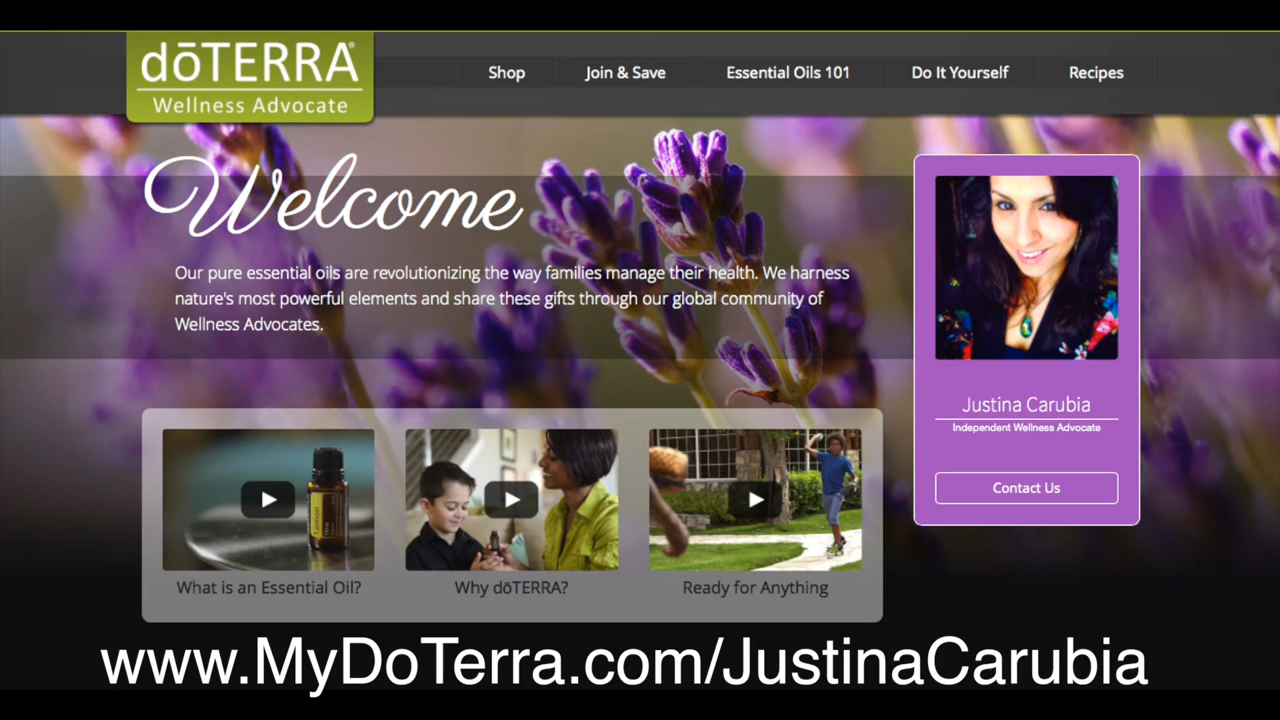 dōTERRA®
Wellness Advocate
Shop
Join & Save
Essential Oils 101
Do It Yourself
Recipes
Welcome
Our pure essential oils are revolutionizing the way families manage their health. We harness
nature's most powerful elements and share these gifts through our global community of
Wellness Advocates.
Justina Carubia
Independent Wellness Advocate
Contact Us
Lemon
What is an Essential Oil?
Why dōTERRA?
Ready for Anything
www.MyDoTerra.com/JustinaCarubia